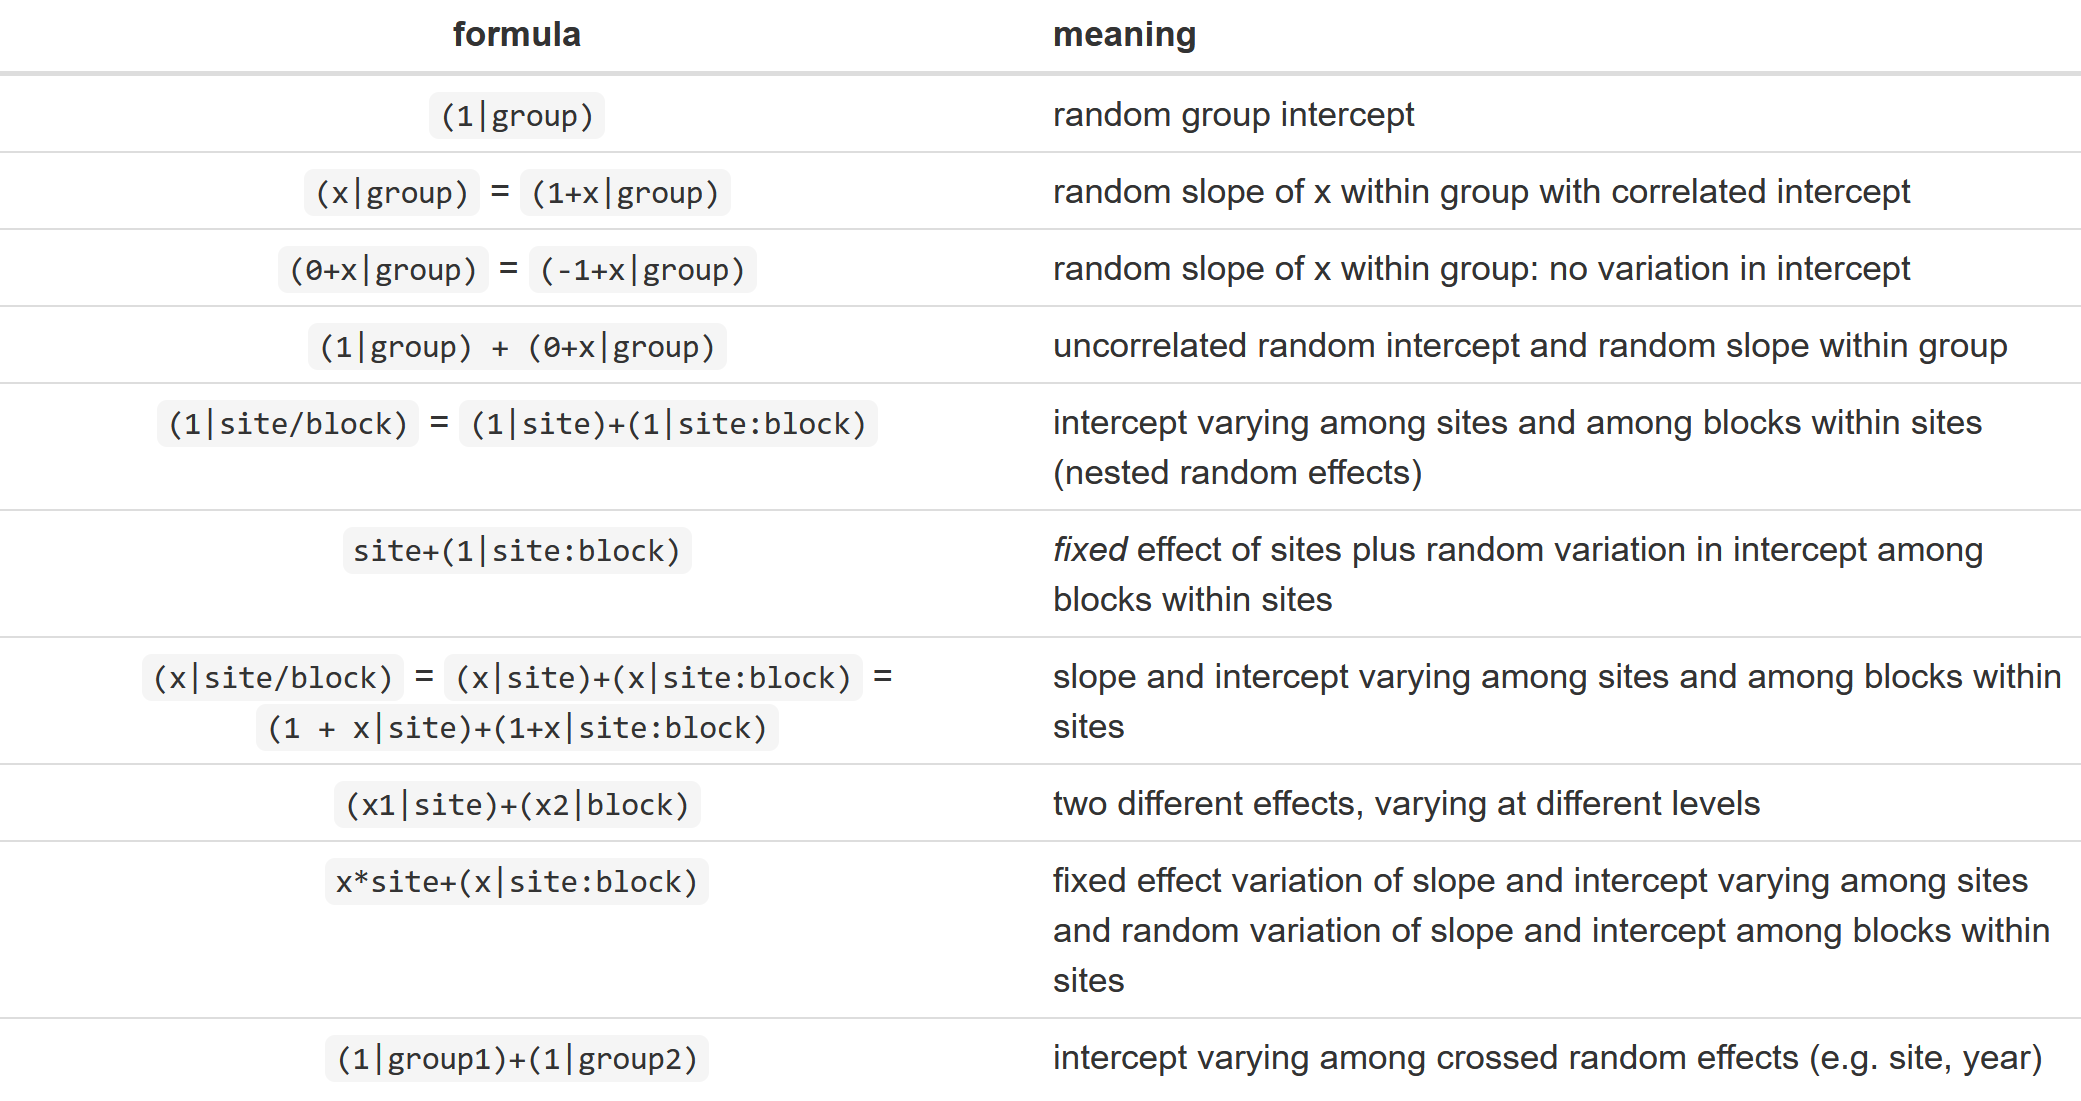 formula meaning
(1|group) random group intercept
(x|group) = (1+x|group) random slope of x within group with correlated intercept
(0+x|group) = (-1+x|group) random slope of x within group: no variation in intercept
(1|group) + (0+x|group) uncorrelated random intercept and random slope within group
(1|site/block) = (1|site)+(1|site:block) intercept varying among sites and among blocks within sites
(nested random effects)
site+(1|site:block) fixed effect of sites plus random variation in intercept among
blocks within sites
(x|site/block) = (x|site)+(x|site:block) = slope and intercept varying among sites and among blocks within
(1 + x|site)+(1+x|site:block) sites
(x1|site)+(x2|block) two different effects, varying at different levels
x*site+(x|site:block) fixed effect variation of slope and intercept varying among sites
and random variation of slope and intercept among blocks within
sites
(1|group1)+(1|group2) intercept varying among crossed random effects (e.g. site, year)